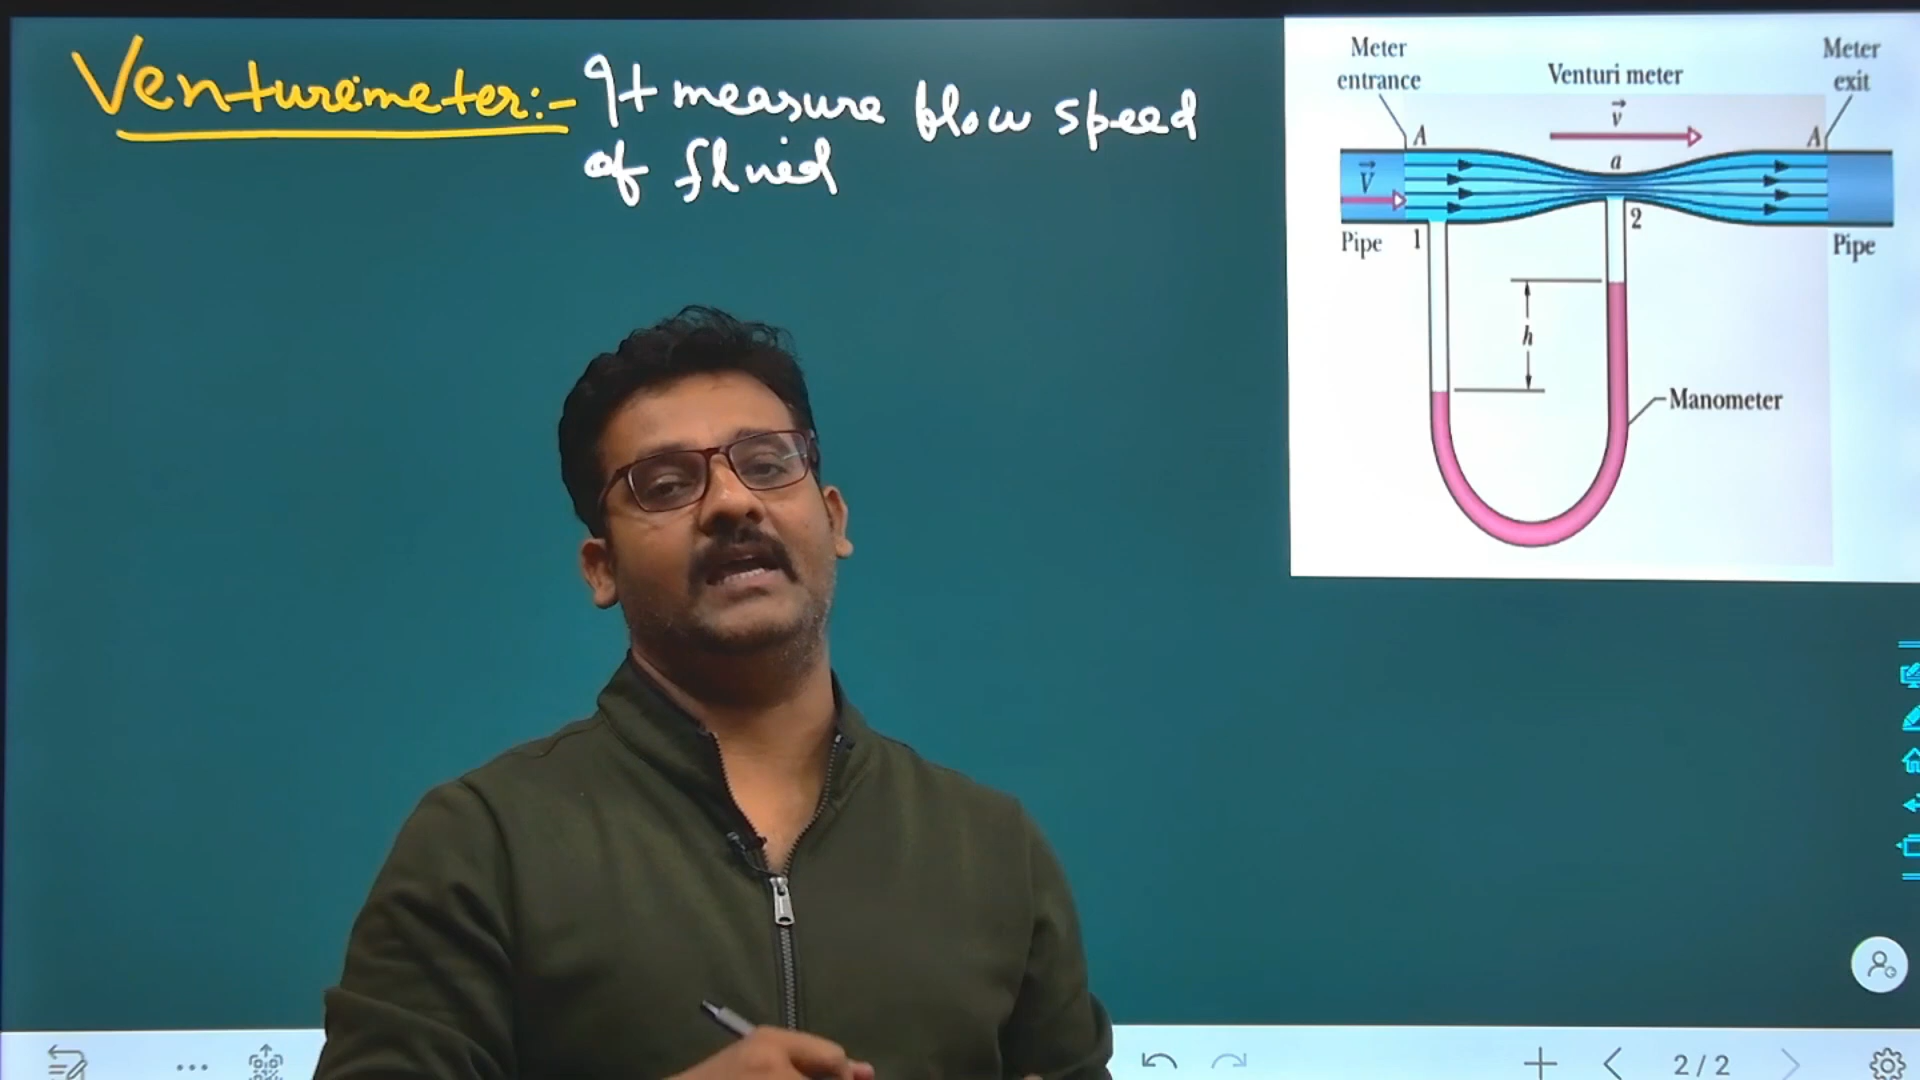 Venturimeter:- It measure flow speed
of fluid
Meter
entrance
Venturi meter
Meter
exit
v
A
A
a
V
2
Pipe
1
Pipe
h
Manometer
2/2